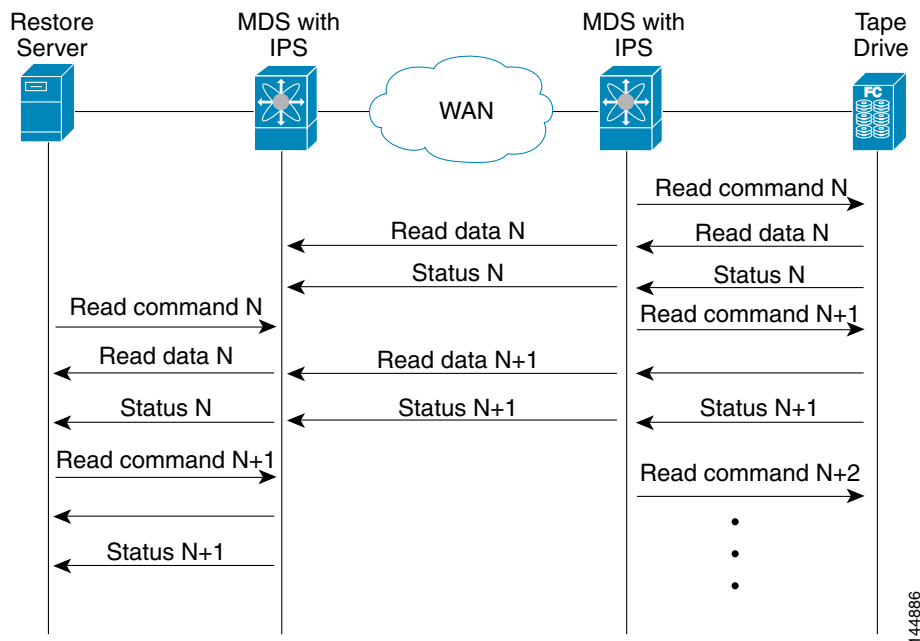 Restore
Server
MDS with
IPS
MDS with
IPS
Tape
Drive
FC
WAN
Read command N
Read data N
Read data N
Status N
Status N
Read command N
Read command N+1
Read data N
Read data N+1
Status N
Status N+1
Status N+1
Read command N+1
Read command N+2
Status N+1
144886